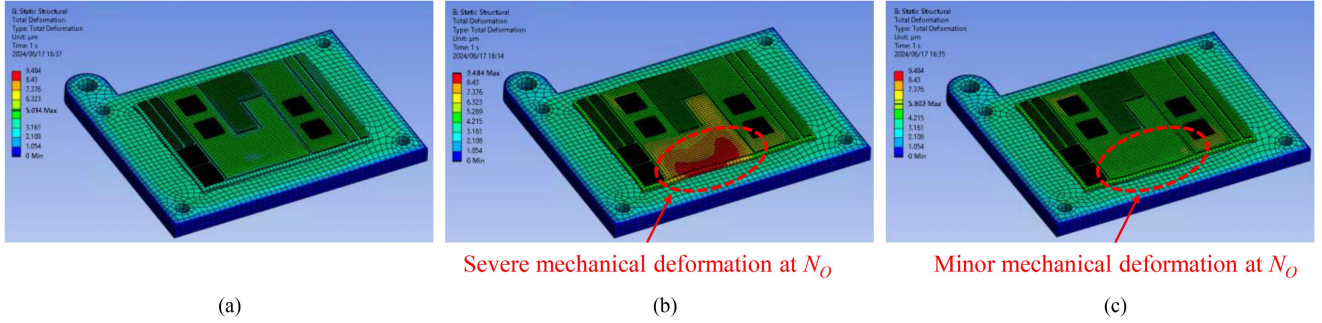 B: Static Structural
Total Deformation
Type: Total Deformation
Unit: µm
Time: 1 s
2024/06/17 16:37
9.484
8.43
7.376
6.323
5.014 Max
3.161
2.108
1.054
0 Min
(a)
B: Static Structural
Total Deformation
Type: Total Deformation
Unit: µm
Time: 1 s
2024/06/17 16:14
9.484 Max
8.43
7.376
6.323
5.269
4.215
3.161
2.108
1.054
0 Min
Severe mechanical deformation at N_O
(b)
B: Static Structural
Total Deformation
Type: Total Deformation
Unit: µm
Time: 1 s
2024/06/17 16:35
9.484
8.43
7.376
5.802 Max
4.215
3.161
2.108
1.054
0 Min
Minor mechanical deformation at N_O
(c)